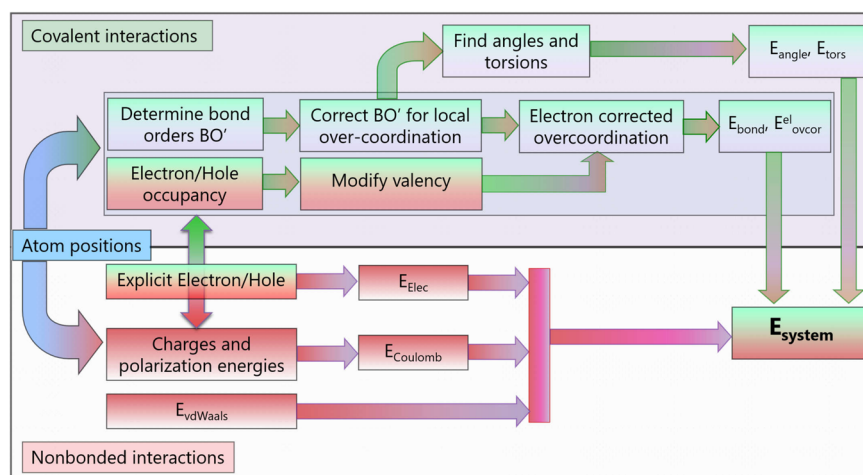 Covalent interactions
Find angles and
torsions
E_angle, E_tors
Determine bond
orders BO′
Correct BO′ for local
over-coordination
Electron corrected
overcoordination
E_bond, E^el_ovcor
Electron/Hole
occupancy
Modify valency
Atom positions
Explicit Electron/Hole
E_Elec
Charges and
polarization energies
E_Coulomb
E_system
E_vdWaals
Nonbonded interactions